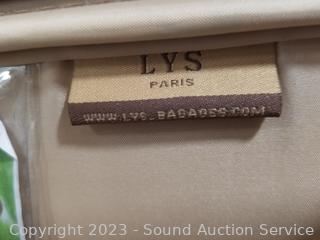 LYS
PARIS
WWW.LYS-BAGAGES.COM
Copyright 2023 - Sound Auction Service